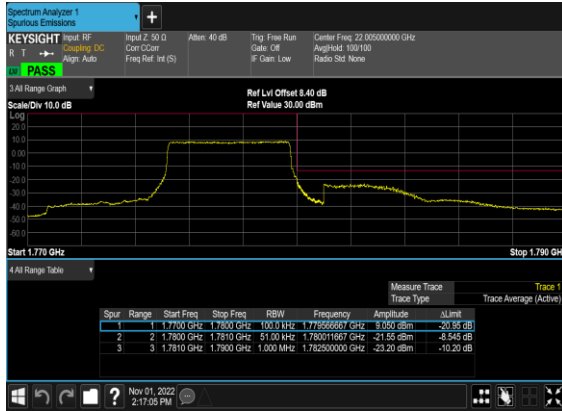 Spectrum Analyzer 1
Spurious Emissions
+
KEYSIGHT
R T
PASS
Input: RF
Coupling: DC
Align: Auto
Input Z: 50 Ω
Corr CCorr
Freq Ref: Int (S)
Atten: 40 dB
Trig: Free Run
Gate: Off
IF Gain: Low
Center Freq: 22.005000000 GHz
Avg|Hold: 100/100
Radio Std: None
3 All Range Graph
Scale/Div 10.0 dB
Ref Lvl Offset 8.40 dB
Ref Value 30.00 dBm
Log
20.0
10.0
0.00
-10.0
-20.0
-30.0
-40.0
-50.0
-60.0
Start 1.770 GHz
Stop 1.790 GH
4 All Range Table
Measure Trace Trace 1
Trace Type Trace Average (Active)
Spur Range Start Freq Stop Freq RBW Frequency Amplitude ΔLimit
1 1 1.7700 GHz 1.7800 GHz 100.0 kHz 1.779566667 GHz 9.050 dBm -20.95 dB
2 2 1.7800 GHz 1.7810 GHz 51.00 kHz 1.780011667 GHz -21.55 dBm -8.545 dB
3 3 1.7810 GHz 1.7900 GHz 1.000 MHz 1.782500000 GHz -23.20 dBm -10.20 dB
?
Nov 01, 2022
2:17:05 PM